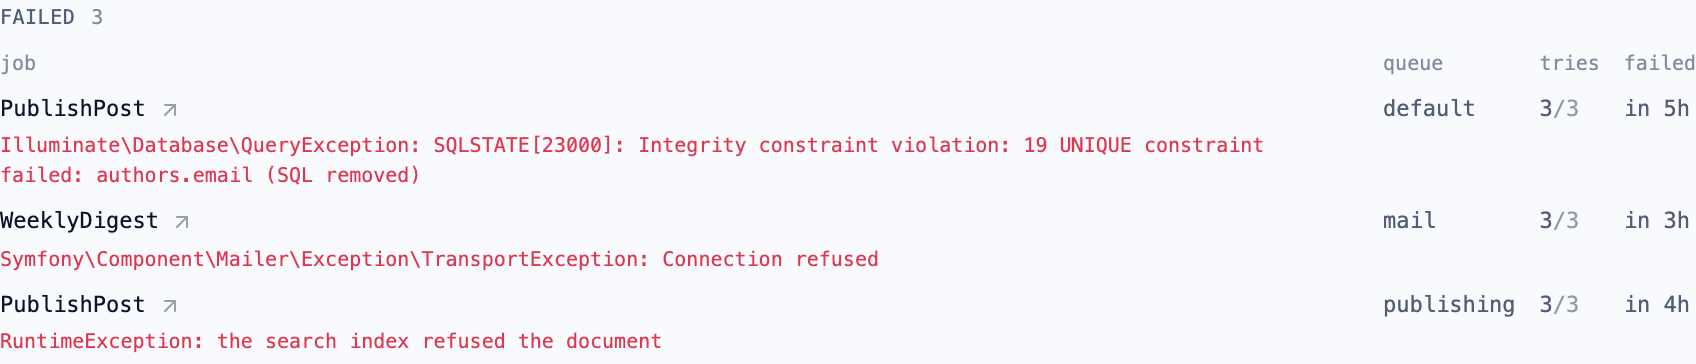 FAILED 3
job queue tries failed
PublishPost ↗ default 3/3 in 5h
Illuminate\Database\QueryException: SQLSTATE[23000]: Integrity constraint violation: 19 UNIQUE constraint
failed: authors.email (SQL removed)
WeeklyDigest ↗ mail 3/3 in 3h
Symfony\Component\Mailer\Exception\TransportException: Connection refused
PublishPost ↗ publishing 3/3 in 4h
RuntimeException: the search index refused the document